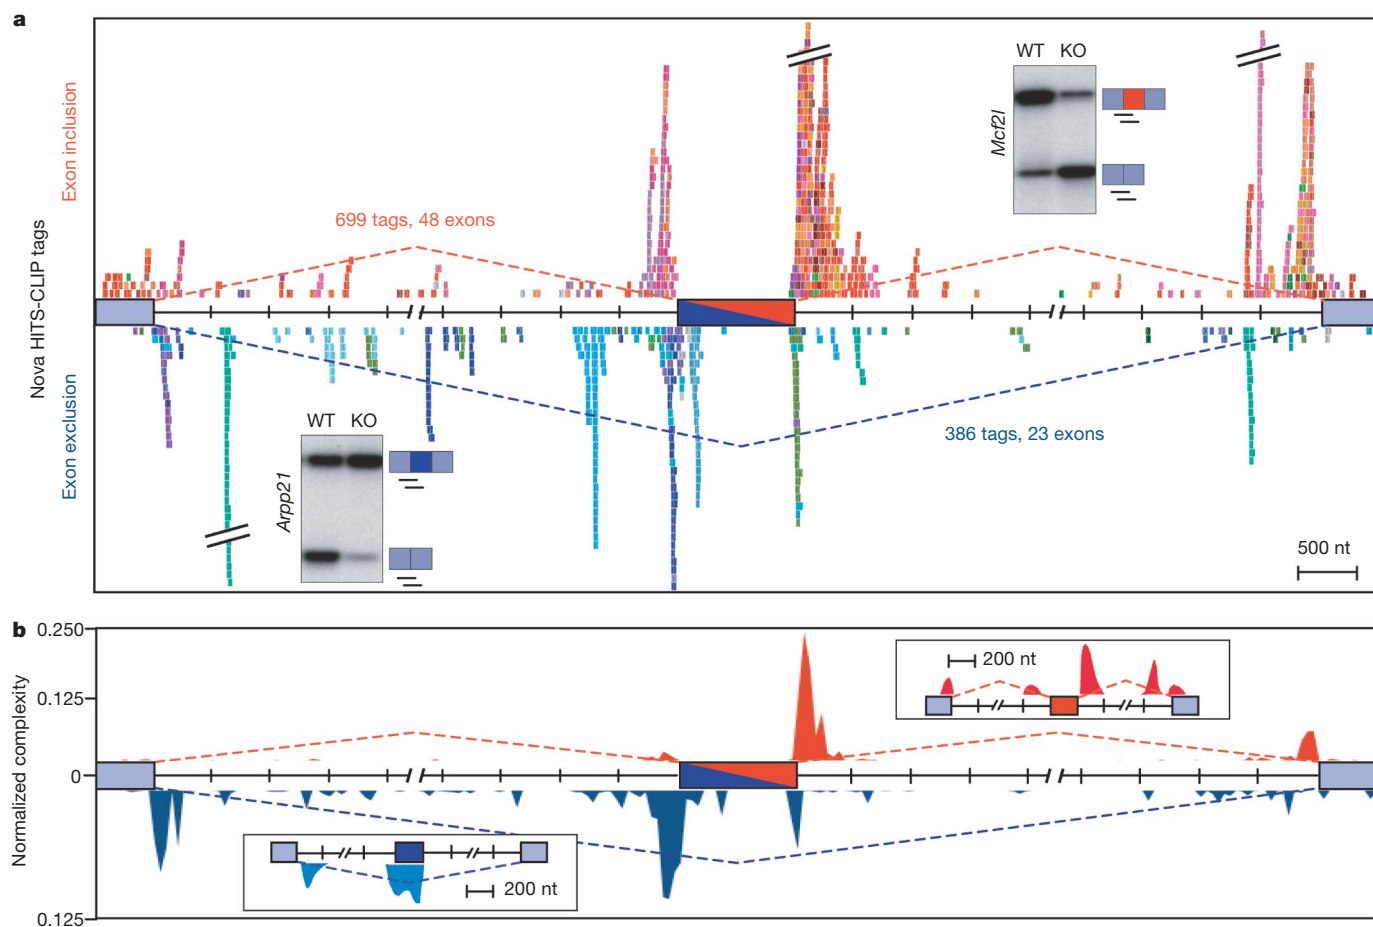 a
Nova HITS-CLIP tags
Exon inclusion
Exon exclusion
699 tags, 48 exons
386 tags, 23 exons
WT KO
Mcf2l
WT KO
Arpp21
500 nt
b
Normalized complexity
0.250
0.125
0
0.125
200 nt
200 nt